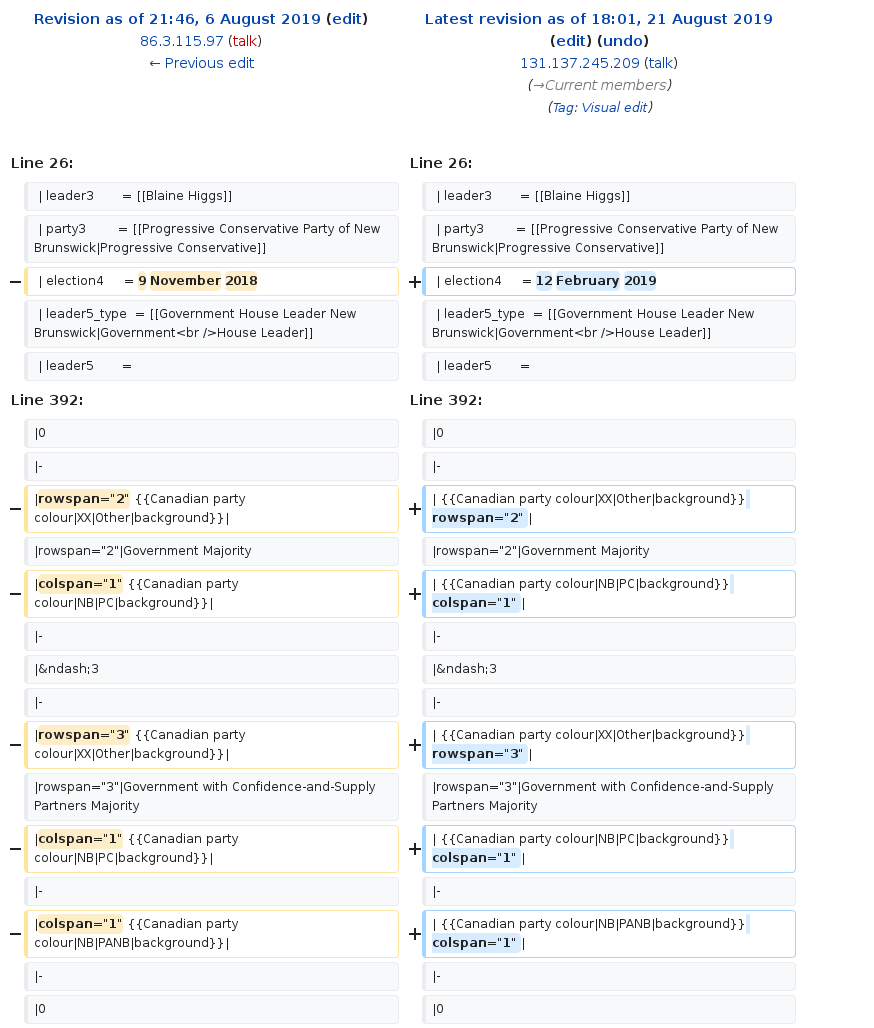 Revision as of 21:46, 6 August 2019 (edit)
86.3.115.97 (talk)
← Previous edit
Latest revision as of 18:01, 21 August 2019
(edit) (undo)
131.137.245.209 (talk)
(→Current members)
(Tag: Visual edit)
Line 26:
Line 26:
| leader3 = [[Blaine Higgs]]
| leader3 = [[Blaine Higgs]]
| party3 = [[Progressive Conservative Party of New
Brunswick|Progressive Conservative]]
| party3 = [[Progressive Conservative Party of New
Brunswick|Progressive Conservative]]
− | election4 = 9 November 2018
+ | election4 = 12 February 2019
| leader5_type = [[Government House Leader New
Brunswick|Government<br />House Leader]]
| leader5_type = [[Government House Leader New
Brunswick|Government<br />House Leader]]
| leader5 =
| leader5 =
Line 392:
Line 392:
|0
|0
|-
|-
− |rowspan="2" {{Canadian party
colour|XX|Other|background}}|
+ | {{Canadian party colour|XX|Other|background}}
rowspan="2" |
|rowspan="2"|Government Majority
|rowspan="2"|Government Majority
− |colspan="1" {{Canadian party
colour|NB|PC|background}}|
+ | {{Canadian party colour|NB|PC|background}}
colspan="1" |
|-
|-
|&ndash;3
|&ndash;3
|-
|-
− |rowspan="3" {{Canadian party
colour|XX|Other|background}}|
+ | {{Canadian party colour|XX|Other|background}}
rowspan="3" |
|rowspan="3"|Government with Confidence-and-Supply
Partners Majority
|rowspan="3"|Government with Confidence-and-Supply
Partners Majority
− |colspan="1" {{Canadian party
colour|NB|PC|background}}|
+ | {{Canadian party colour|NB|PC|background}}
colspan="1" |
|-
|-
− |colspan="1" {{Canadian party
colour|NB|PANB|background}}|
+ | {{Canadian party colour|NB|PANB|background}}
colspan="1" |
|-
|-
|0
|0